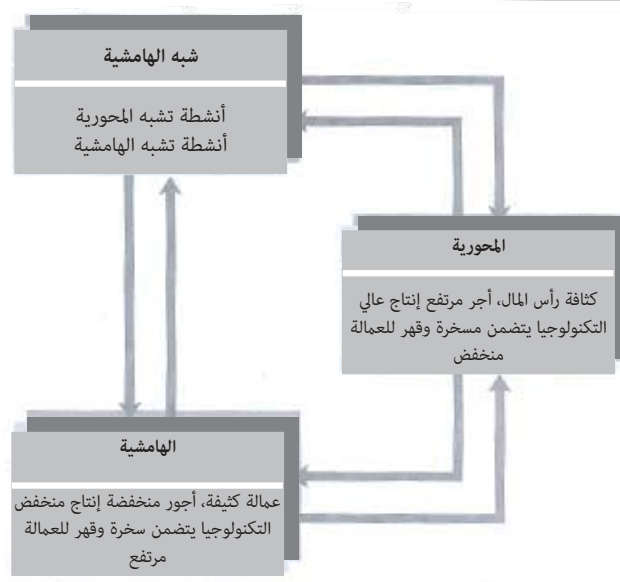 شبه الهامشية
أنشطة تشبه المحورية
أنشطة تشبه الهامشية
المحورية
كثافة رأس المال، أجر مرتفع إنتاج عالي
التكنولوجيا يتضمن مسخرة وقهر للعمالة
منخفض
الهامشية
عمالة كثيفة، أجور منخفضة إنتاج منخفض
التكنولوجيا يتضمن سخرة وقهر للعمالة
مرتفع